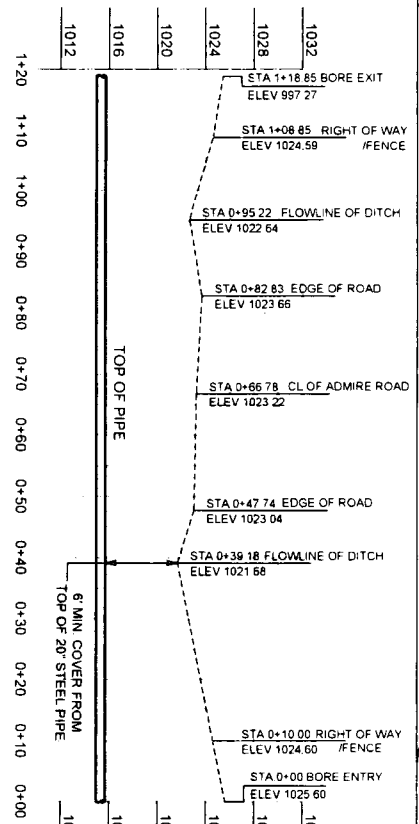 1012
1016
1020
1024
1028
1032
STA 1+18 85 BORE EXIT
ELEV 997 27
STA 1+08 85 RIGHT OF WAY
ELEV 1024.59 /FENCE
STA 0+95 22 FLOWLINE OF DITCH
ELEV 1022 64
STA 0+82 83 EDGE OF ROAD
ELEV 1023 66
STA 0+66 78 CL OF ADMIRE ROAD
ELEV 1023 22
STA 0+47 74 EDGE OF ROAD
ELEV 1023 04
STA 0+39 18 FLOWLINE OF DITCH
ELEV 1021 68
STA 0+10 00 RIGHT OF WAY
ELEV 1024.60 /FENCE
STA 0+00 BORE ENTRY
ELEV 1025 60
TOP OF PIPE
6' MIN. COVER FROM
TOP OF 20" STEEL PIPE
1+20
1+10
1+00
0+90
0+80
0+70
0+60
0+50
0+40
0+30
0+20
0+10
0+00